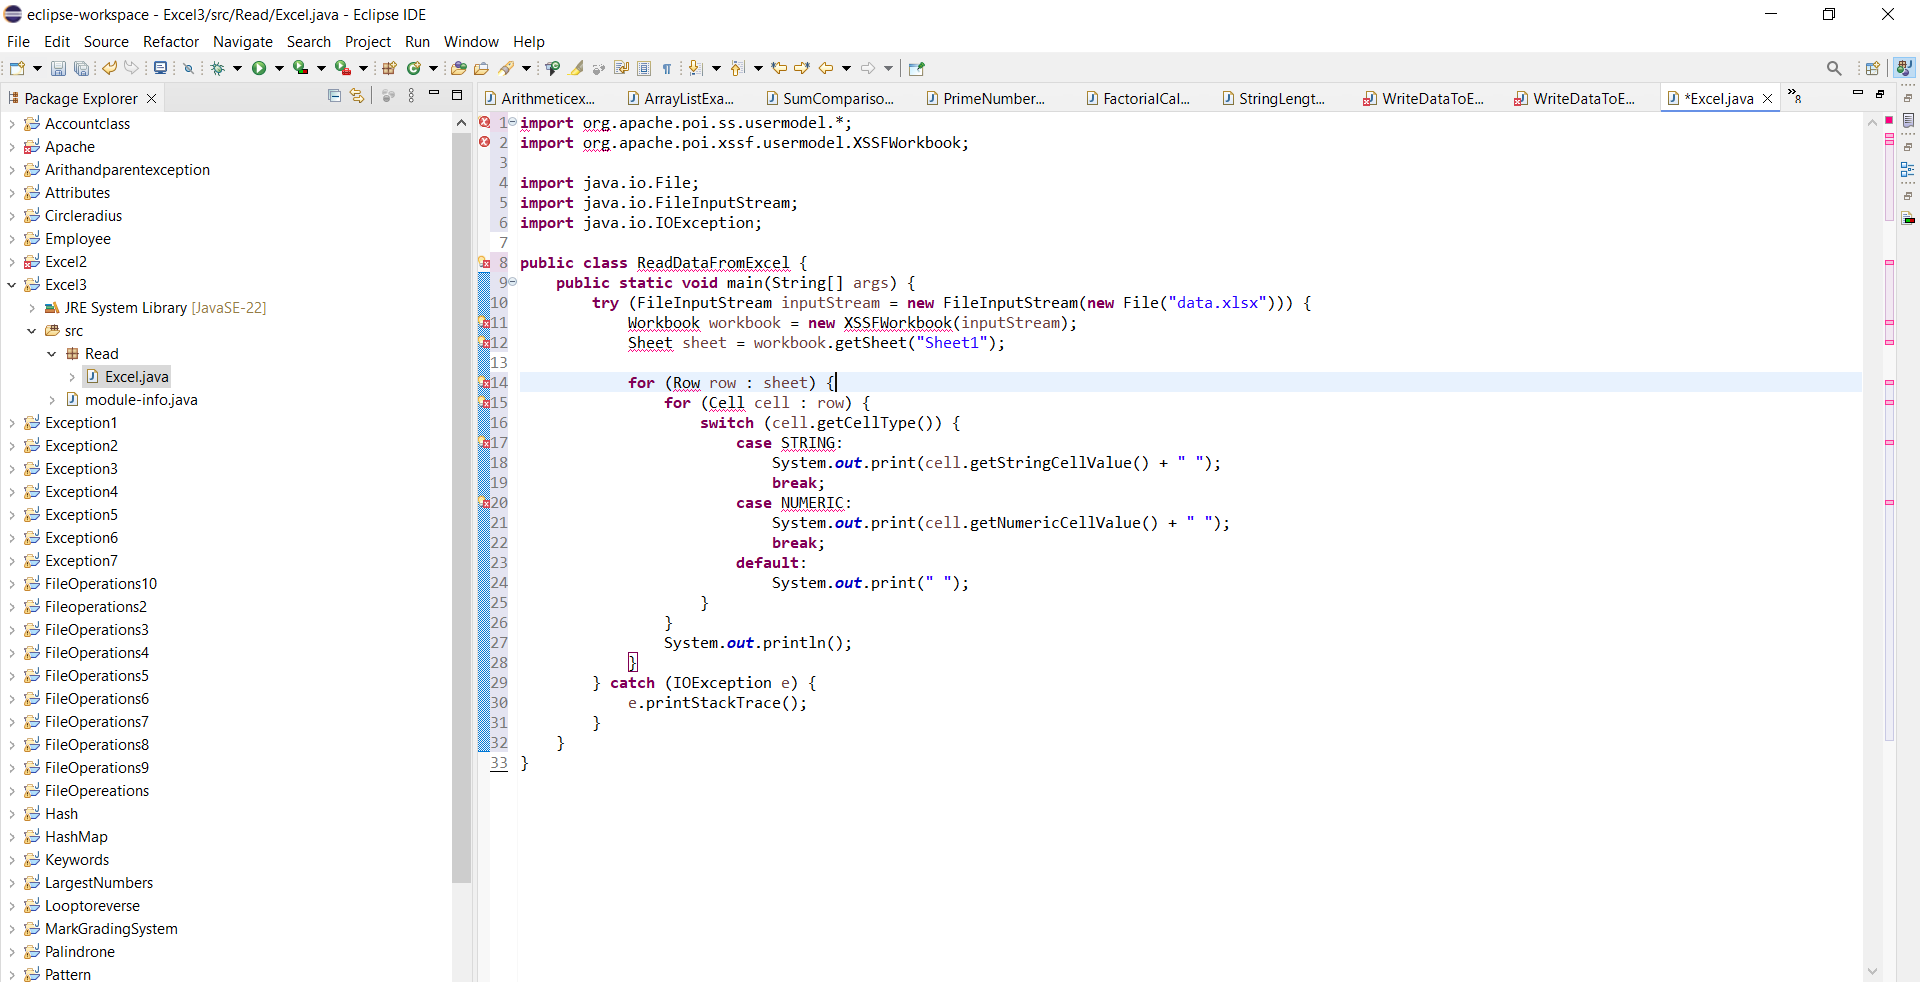 eclipse-workspace - Excel3/src/Read/Excel.java - Eclipse IDE
File Edit Source Refactor Navigate Search Project Run Window Help
Package Explorer
Accountclass
Apache
Arithandparentexception
Attributes
Circleradius
Employee
Excel2
Excel3
JRE System Library [JavaSE-22]
src
Read
Excel.java
module-info.java
Exception1
Exception2
Exception3
Exception4
Exception5
Exception6
Exception7
FileOperations10
Fileoperations2
FileOperations3
FileOperations4
FileOperations5
FileOperations6
FileOperations7
FileOperations8
FileOperations9
FileOpereations
Hash
HashMap
Keywords
LargestNumbers
Looptoreverse
MarkGradingSystem
Palindrone
Pattern
Arithmeticex... ArrayListExa... SumCompariso... PrimeNumber... FactorialCal... StringLengt... WriteDataToE... WriteDataToE... *Excel.java »8
1 import org.apache.poi.ss.usermodel.*;
2 import org.apache.poi.xssf.usermodel.XSSFWorkbook;
3
4 import java.io.File;
5 import java.io.FileInputStream;
6 import java.io.IOException;
7
8 public class ReadDataFromExcel {
9 public static void main(String[] args) {
10 try (FileInputStream inputStream = new FileInputStream(new File("data.xlsx"))) {
11 Workbook workbook = new XSSFWorkbook(inputStream);
12 Sheet sheet = workbook.getSheet("Sheet1");
13
14 for (Row row : sheet) {
15 for (Cell cell : row) {
16 switch (cell.getCellType()) {
17 case STRING:
18 System.out.print(cell.getStringCellValue() + " ");
19 break;
20 case NUMERIC:
21 System.out.print(cell.getNumericCellValue() + " ");
22 break;
23 default:
24 System.out.print(" ");
25 }
26 }
27 System.out.println();
28 }
29 } catch (IOException e) {
30 e.printStackTrace();
31 }
32 }
33 }